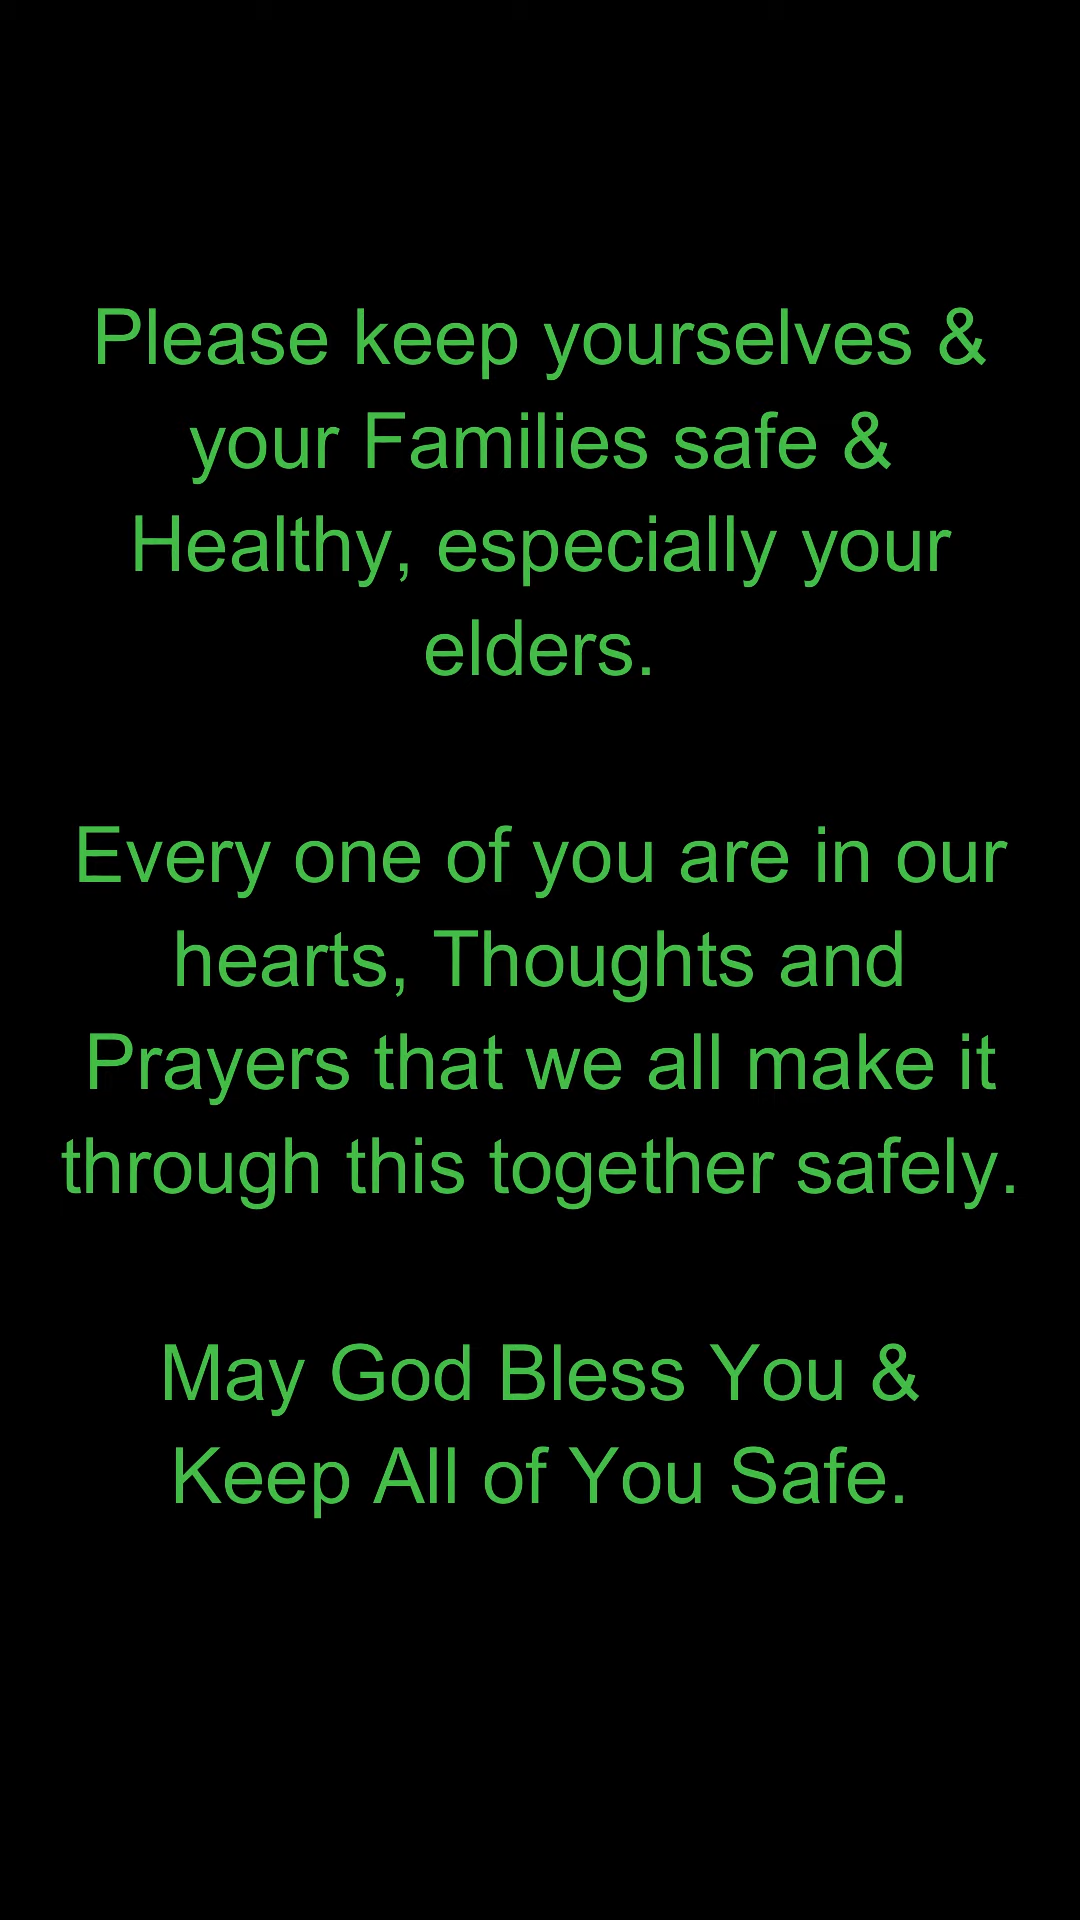 Please keep yourselves &
your Families safe &
Healthy, especially your
elders.
Every one of you are in our
hearts, Thoughts and
Prayers that we all make it
through this together safely.
May God Bless You &
Keep All of You Safe.